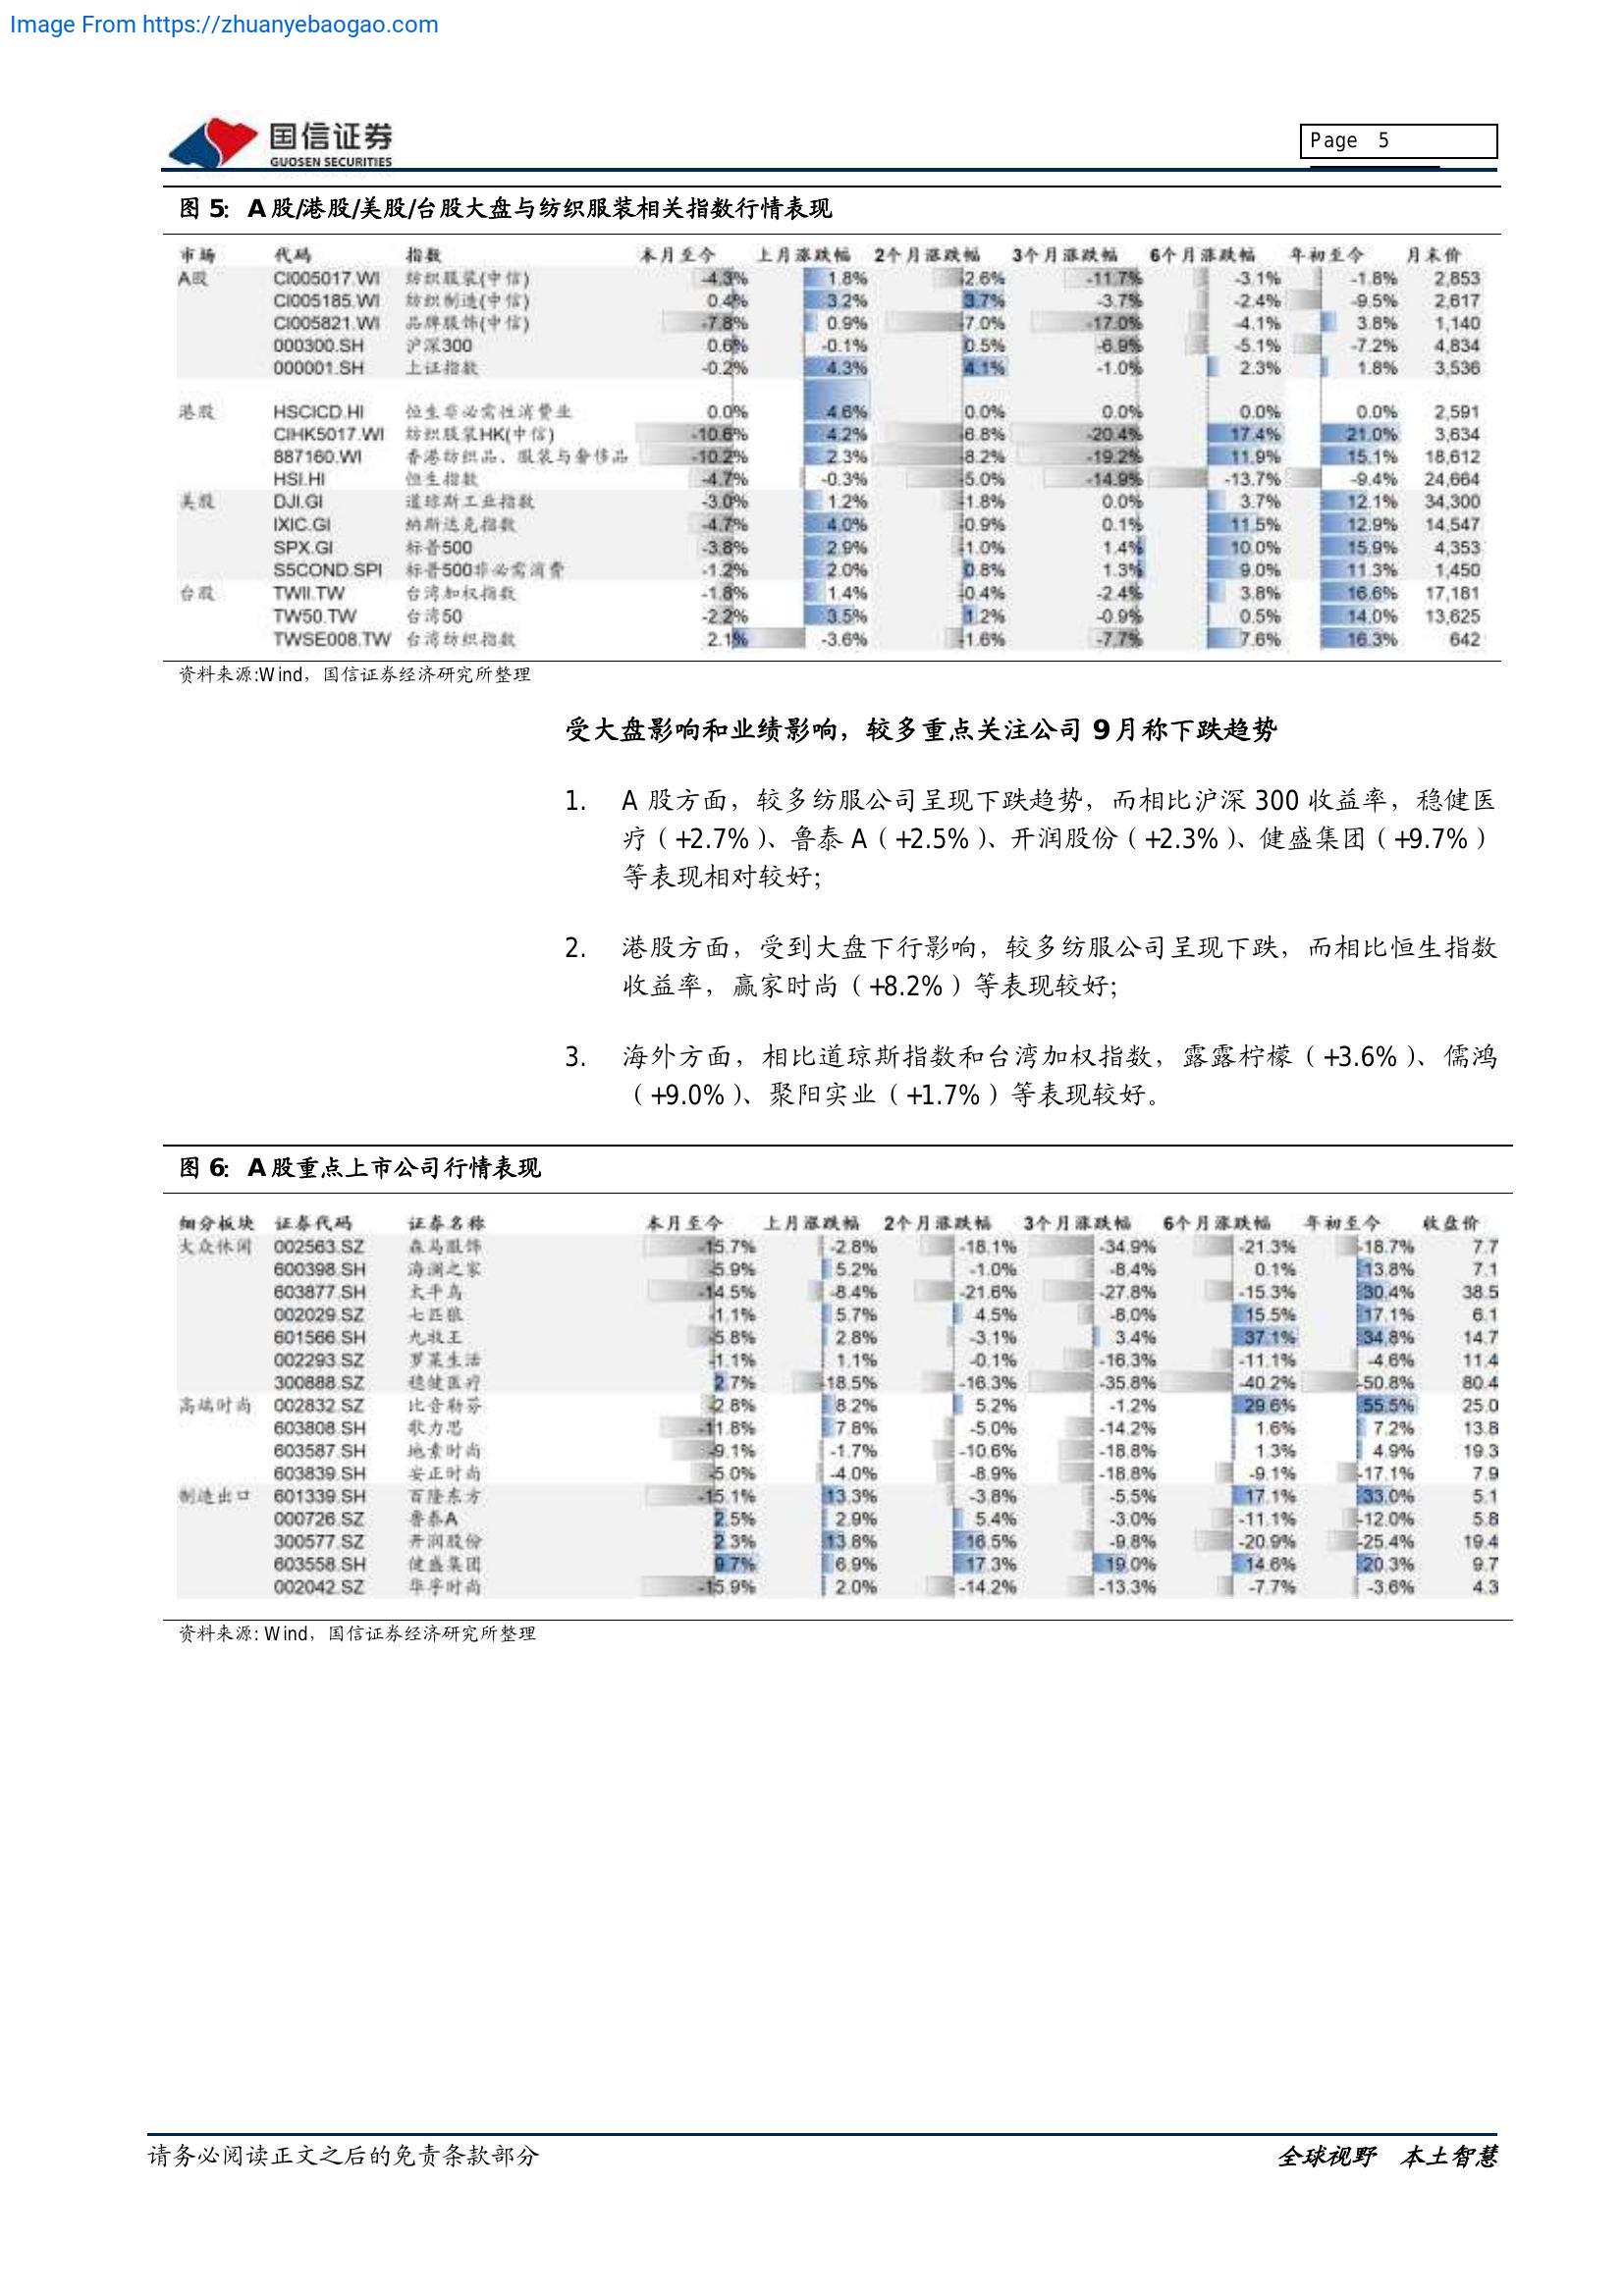 Image From https://zhuanyebaogao.com
国信证券
GUOSEN SECURITIES
Page 5
图 5: A 股/港股/美股/台股大盘与纺织服装相关指数行情表现
市场 代码 指数 本月至今 上月涨跌幅 2个月涨跌幅 3个月涨跌幅 6个月涨跌幅 年初至今 月末价
A股 CI005017.WI 纺织服装(中信) -4.3% 1.8% -2.6% -11.7% -3.1% -1.8% 2,853
CI005185.WI 纺织制造(中信) 0.4% 3.2% 3.7% -3.7% -2.4% -9.5% 2,617
CI005821.WI 品牌服饰(中信) -7.8% 0.9% -7.0% -17.0% -4.1% 3.8% 1,140
000300.SH 沪深300 0.6% -0.1% 0.5% -6.9% -5.1% -7.2% 4,834
000001.SH 上证指数 -0.2% 4.3% 4.1% -1.0% 2.3% 1.8% 3,536
港股 HSCICD.HI 恒生非必需性消费业 0.0% 4.6% 0.0% 0.0% 0.0% 0.0% 2,591
CIHK5017.WI 纺织服装HK(中信) -10.6% 4.2% -6.8% -20.4% 17.4% 21.0% 3,634
887160.WI 香港纺织品、服装与奢侈品 -10.2% 2.3% -8.2% -19.2% 11.9% 15.1% 18,612
HSI.HI 恒生指数 -4.7% -0.3% -5.0% -14.9% -13.7% -9.4% 24,664
美股 DJI.GI 道琼斯工业指数 -3.0% 1.2% -1.8% 0.0% 3.7% 12.1% 34,300
IXIC.GI 纳斯达克指数 -4.7% 4.0% -0.9% 0.1% 11.5% 12.9% 14,547
SPX.GI 标普500 -3.8% 2.9% -1.0% 1.4% 10.0% 15.9% 4,353
S5COND.SPI 标普500非必需消费 -1.2% 2.0% 0.8% 1.3% 9.0% 11.3% 1,450
台股 TWII.TW 台湾加权指数 -1.8% 1.4% -0.4% -2.4% 3.8% 16.6% 17,181
TW50.TW 台湾50 -2.2% 3.5% 1.2% -0.9% 0.5% 14.0% 13,625
TWSE008.TW 台湾纺织指数 2.1% -3.6% -1.6% -7.7% 7.6% 16.3% 642
资料来源:Wind，国信证券经济研究所整理
受大盘影响和业绩影响，较多重点关注公司 9 月称下跌趋势
1. A 股方面，较多纺服公司呈现下跌趋势，而相比沪深 300 收益率，稳健医
疗（+2.7%）、鲁泰 A（+2.5%）、开润股份（+2.3%）、健盛集团（+9.7%）
等表现相对较好；
2. 港股方面，受到大盘下行影响，较多纺服公司呈现下跌，而相比恒生指数
收益率，赢家时尚（+8.2%）等表现较好；
3. 海外方面，相比道琼斯指数和台湾加权指数，露露柠檬（+3.6%）、儒鸿
（+9.0%）、聚阳实业（+1.7%）等表现较好。
图 6: A 股重点上市公司行情表现
细分板块 证券代码 证券名称 本月至今 上月涨跌幅 2个月涨跌幅 3个月涨跌幅 6个月涨跌幅 年初至今 收盘价
大众休闲 002563.SZ 森马服饰 -15.7% -2.8% -18.1% -34.9% -21.3% -18.7% 7.7
600398.SH 海澜之家 -5.9% 5.2% -1.0% -8.4% 0.1% 13.8% 7.1
603877.SH 太平鸟 -14.5% -8.4% -21.6% -27.8% -15.3% 30.4% 38.5
002029.SZ 七匹狼 -1.1% 5.7% 4.5% -8.0% 15.5% 17.1% 6.1
601566.SH 九牧王 -5.8% 2.8% -3.1% 3.4% 37.1% 34.8% 14.7
002293.SZ 罗莱生活 -1.1% 1.1% -0.1% -16.3% -11.1% -4.6% 11.4
300888.SZ 稳健医疗 2.7% -18.5% -16.3% -35.8% -40.2% -50.8% 80.4
高端时尚 002832.SZ 比音勒芬 -2.8% 8.2% 5.2% -1.2% 29.6% 55.5% 25.0
603808.SH 歌力思 -11.8% 7.8% -5.0% -14.2% 1.6% 7.2% 13.8
603587.SH 地素时尚 -9.1% -1.7% -10.6% -18.8% 1.3% 4.9% 19.3
603839.SH 安正时尚 -5.0% -4.0% -8.9% -18.8% -9.1% -17.1% 7.9
制造出口 601339.SH 百隆东方 -15.1% 13.3% -3.8% -5.5% 17.1% 33.0% 5.1
000726.SZ 鲁泰A 2.5% 2.9% 5.4% -3.0% -11.1% -12.0% 5.8
300577.SZ 开润股份 2.3% 13.8% 16.5% -9.8% -20.9% -25.4% 19.4
603558.SH 健盛集团 9.7% 6.9% 17.3% 19.0% 14.6% 20.3% 9.7
002042.SZ 华孚时尚 -15.9% 2.0% -14.2% -13.3% -7.7% -3.6% 4.3
资料来源: Wind，国信证券经济研究所整理
请务必阅读正文之后的免责条款部分 全球视野 本土智慧